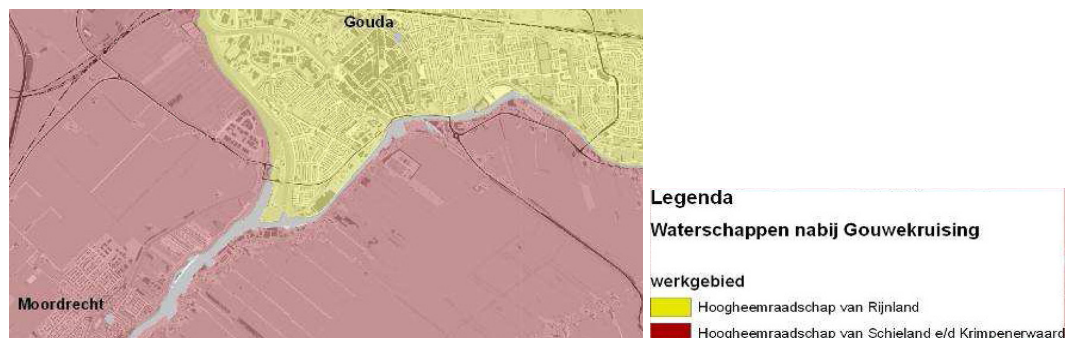 Gouda
Moordrecht
Legenda
Waterschappen nabij Gouwekruising
werkgebied
Hoogheemraadschap van Rijnland
Hoogheemraadschap van Schieland e/d Krimpenerwaard